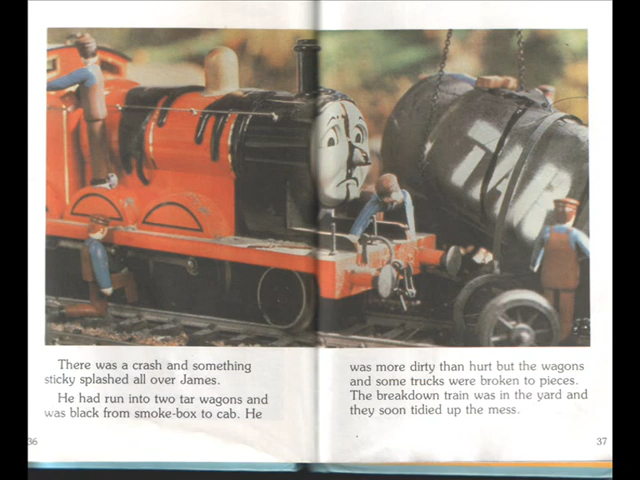 TAR
There was a crash and something
sticky splashed all over James.
He had run into two tar wagons and
was black from smoke-box to cab. He
36
was more dirty than hurt but the wagons
and some trucks were broken to pieces.
The breakdown train was in the yard and
they soon tidied up the mess.
37